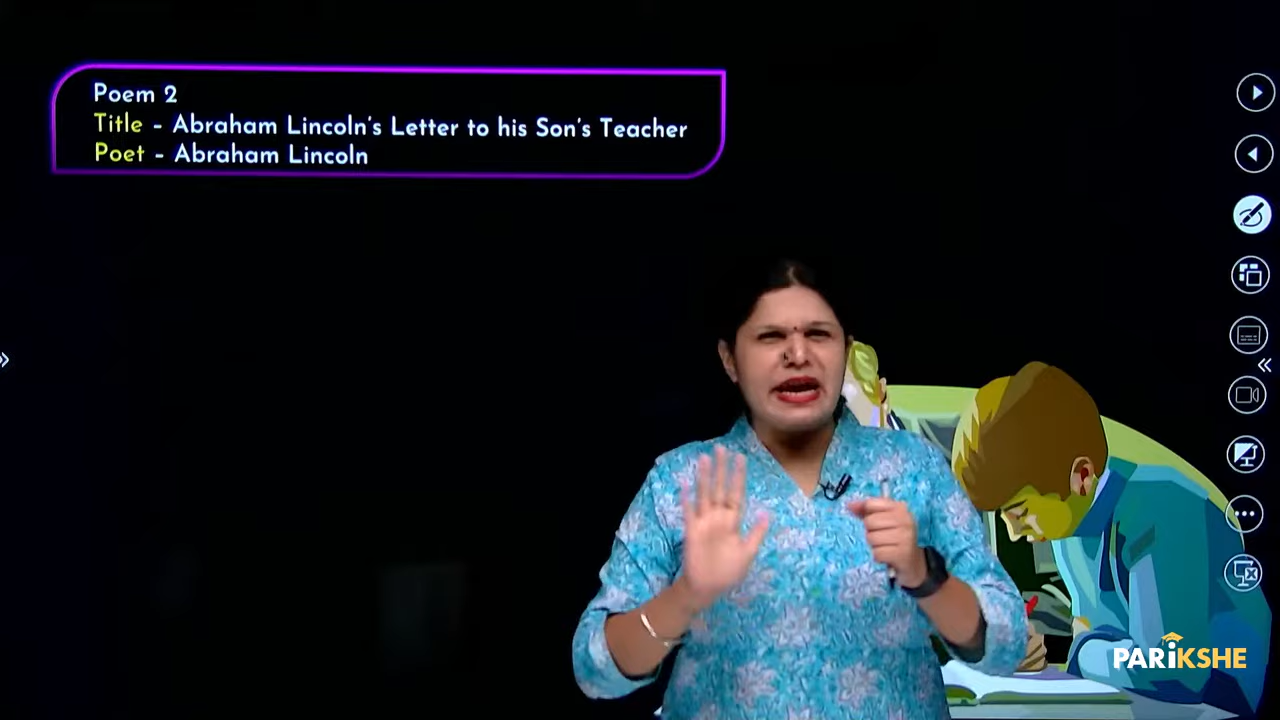 Poem 2
Title - Abraham Lincoln's Letter to his Son's Teacher
Poet - Abraham Lincoln
PARIKSHE